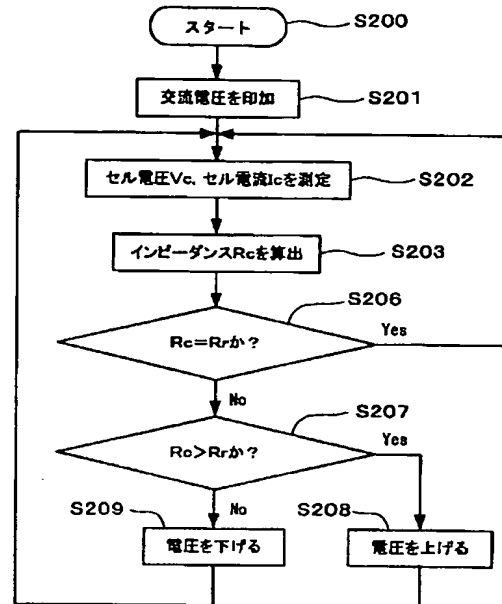 スタート
S200
交流電圧を印加
S201
セル電圧Vc、セル電流Icを測定
S202
インピーダンスRcを算出
S203
S206
Rc=Rrか?
Yes
No
S207
Rc>Rrか?
Yes
S209
No
S208
電圧を下げる
電圧を上げる